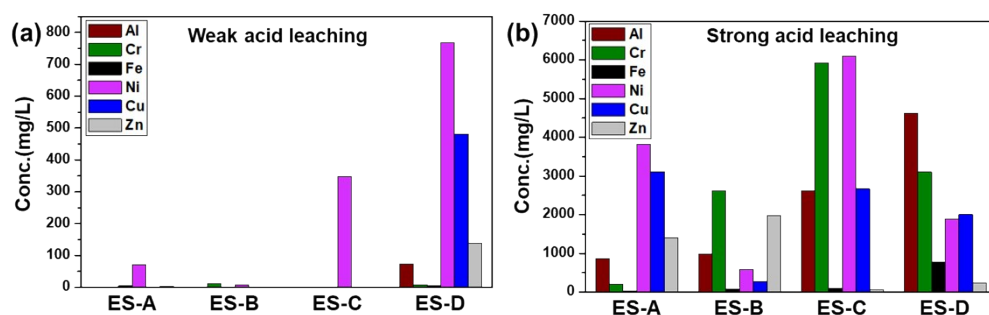 (a)
Weak acid leaching
Al
Cr
Fe
Ni
Cu
Zn
Conc.(mg/L)
800
700
600
500
400
300
200
100
0
ES-A ES-B ES-C ES-D
(b)
Strong acid leaching
Al
Cr
Fe
Ni
Cu
Zn
Conc.(mg/L)
7000
6000
5000
4000
3000
2000
1000
0
ES-A ES-B ES-C ES-D